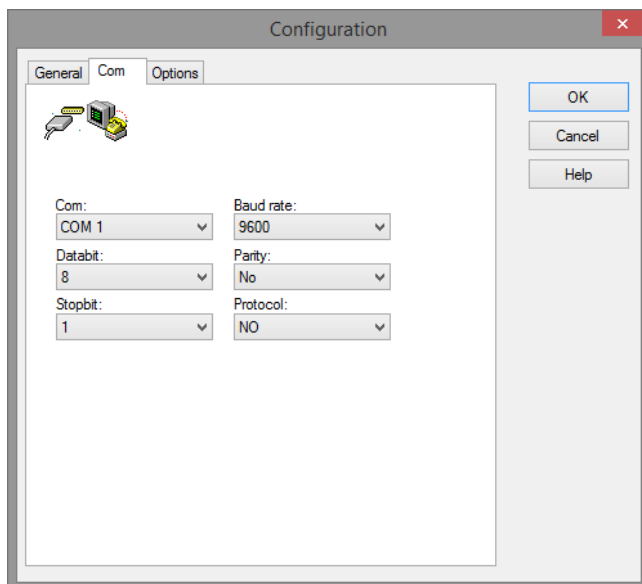 Configuration
General Com Options
OK
Cancel
Help
Com: Baud rate:
COM 1 9600
Databit: Parity:
8 No
Stopbit: Protocol:
1 NO